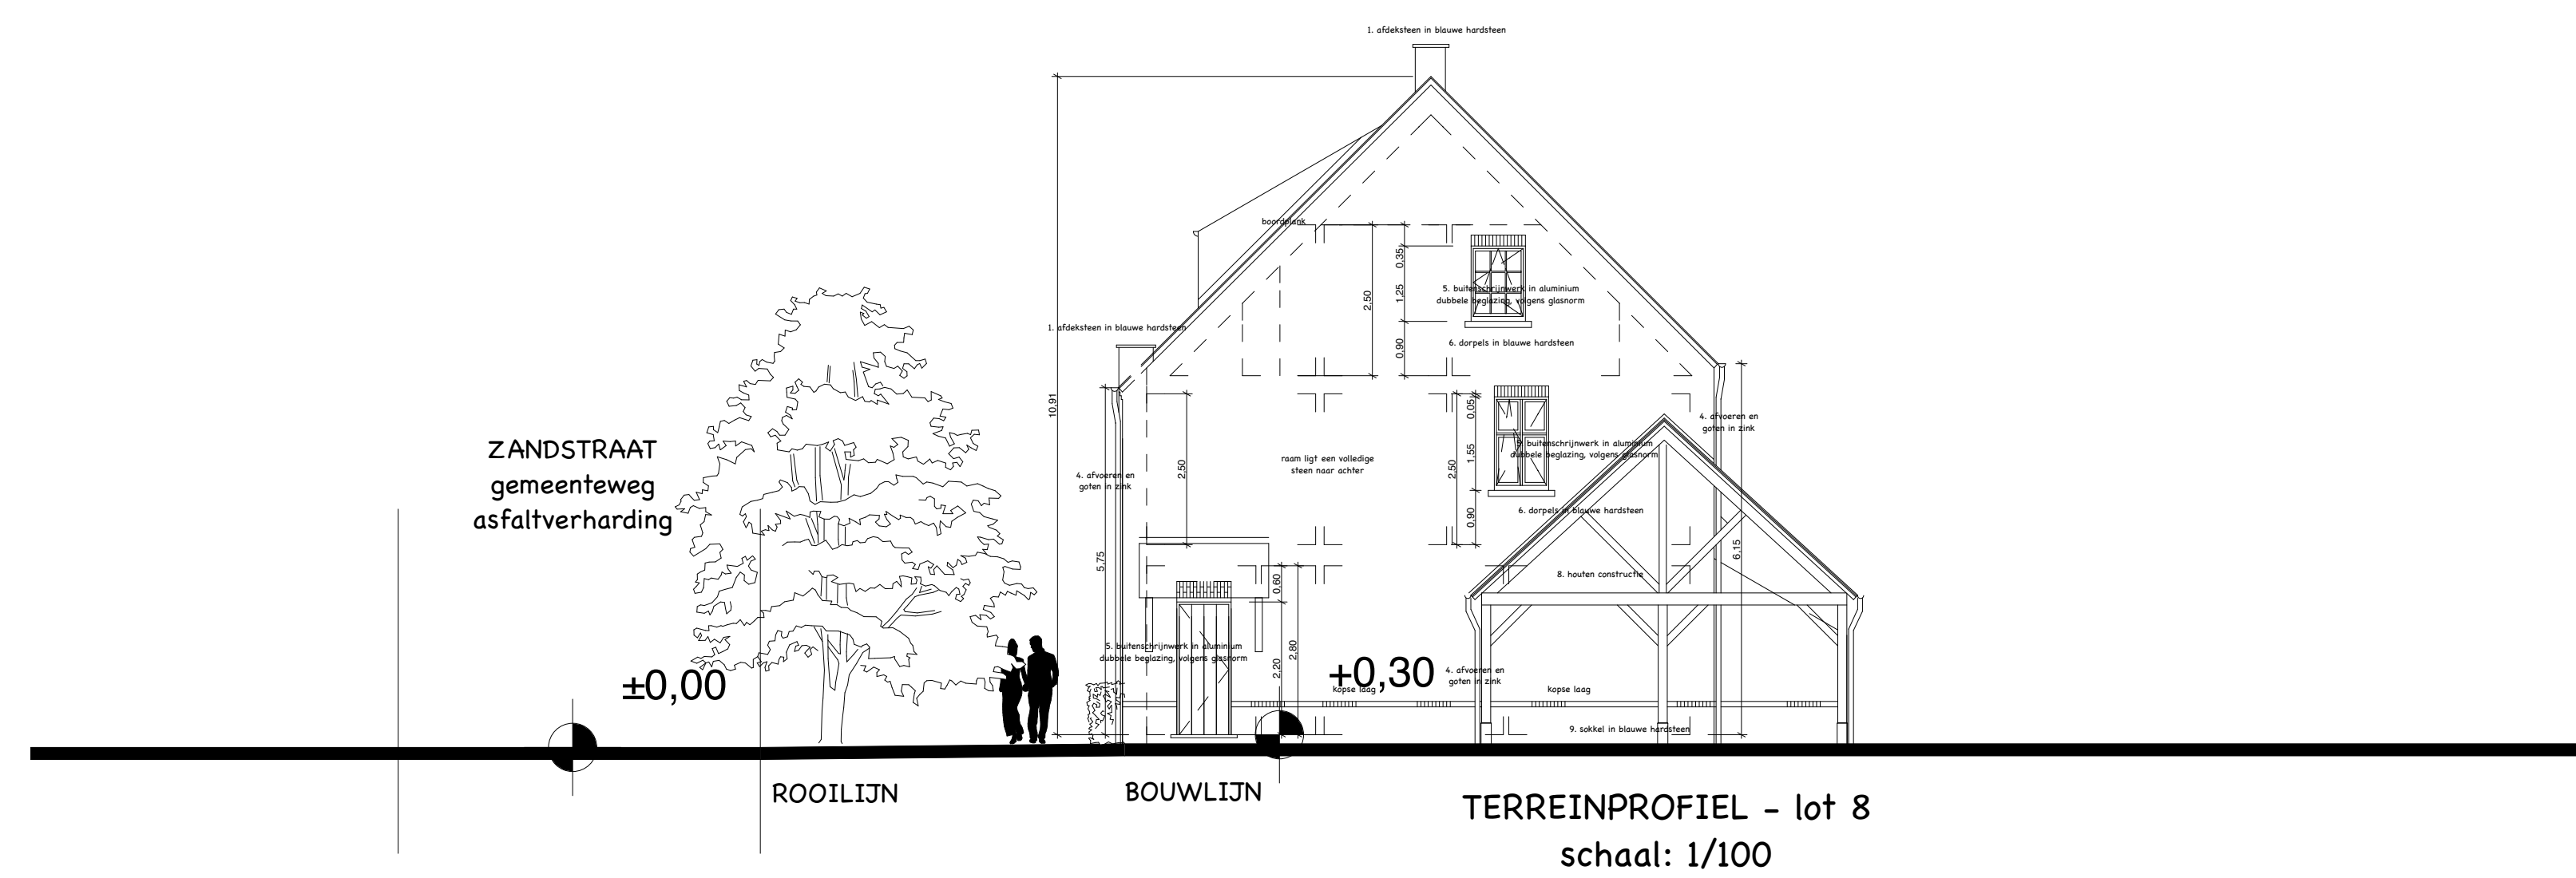 1. afdeksteen in blauwe hardsteen
boordplank
0,35
2,50
1,25
5. buitenschrijnwerk in aluminium
dubbele beglazing, volgens glasnorm
1. afdeksteen in blauwe hardsteen
0,90
6. dorpels in blauwe hardsteen
10,91
0,05
4. afvoeren en
goten in zink
ZANDSTRAAT
gemeenteweg
asfaltverharding
4. afvoeren en
goten in zink
2,50
raam ligt een volledige
steen naar achter
2,50
1,55
5. buitenschrijnwerk in aluminium
dubbele beglazing, volgens glasnorm
0,90
6. dorpels in blauwe hardsteen
5,75
6,15
0,60
8. houten constructie
5. buitenschrijnwerk in aluminium
dubbele beglazing, volgens glasnorm
2,20
2,80
±0,00
+0,30
4. afvoeren en
goten in zink
kopse laag
kopse laag
9. sokkel in blauwe hardsteen
ROOILIJN
BOUWLIJN
TERREINPROFIEL - lot 8
schaal: 1/100